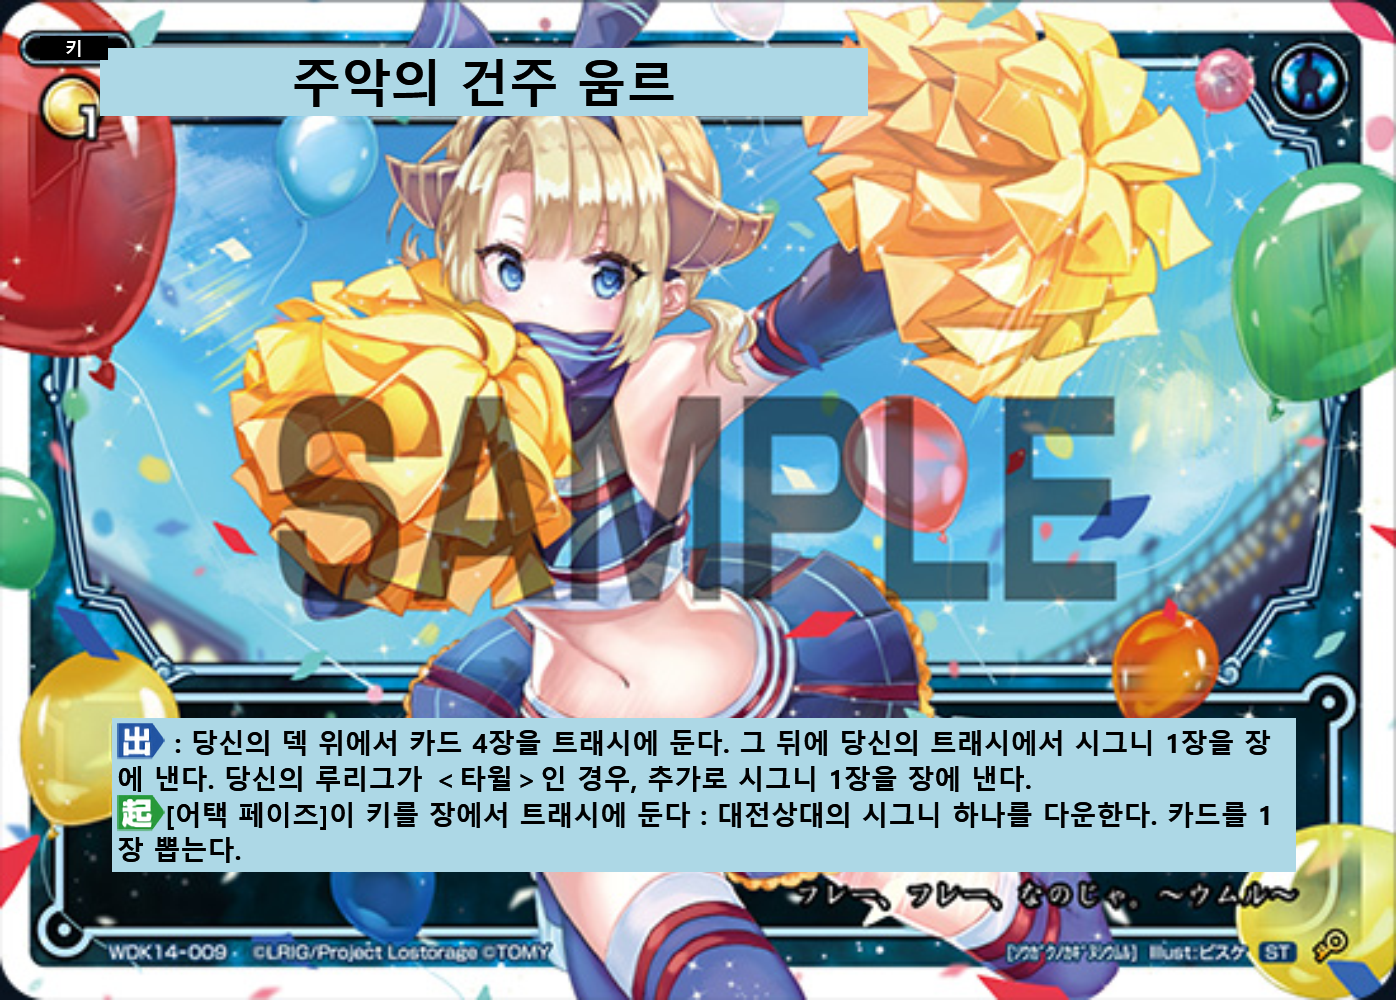 키
주악의 건주 움르
1
SAMPLE
出 : 당신의 덱 위에서 카드 4장을 트래시에 둔다. 그 뒤에 당신의 트래시에서 시그니 1장을 장
에 낸다. 당신의 루리그가 <타윌>인 경우, 추가로 시그니 1장을 장에 낸다.
起[어택 페이즈]이 키를 장에서 트래시에 둔다 : 대전상대의 시그니 하나를 다운한다. 카드를 1
장 뽑는다.
フレー、フレー、なのじゃ。～ウムル～
WDK14-009 ©LRIG/Project Lostorage ©TOMY
Illust:ビスケ ST